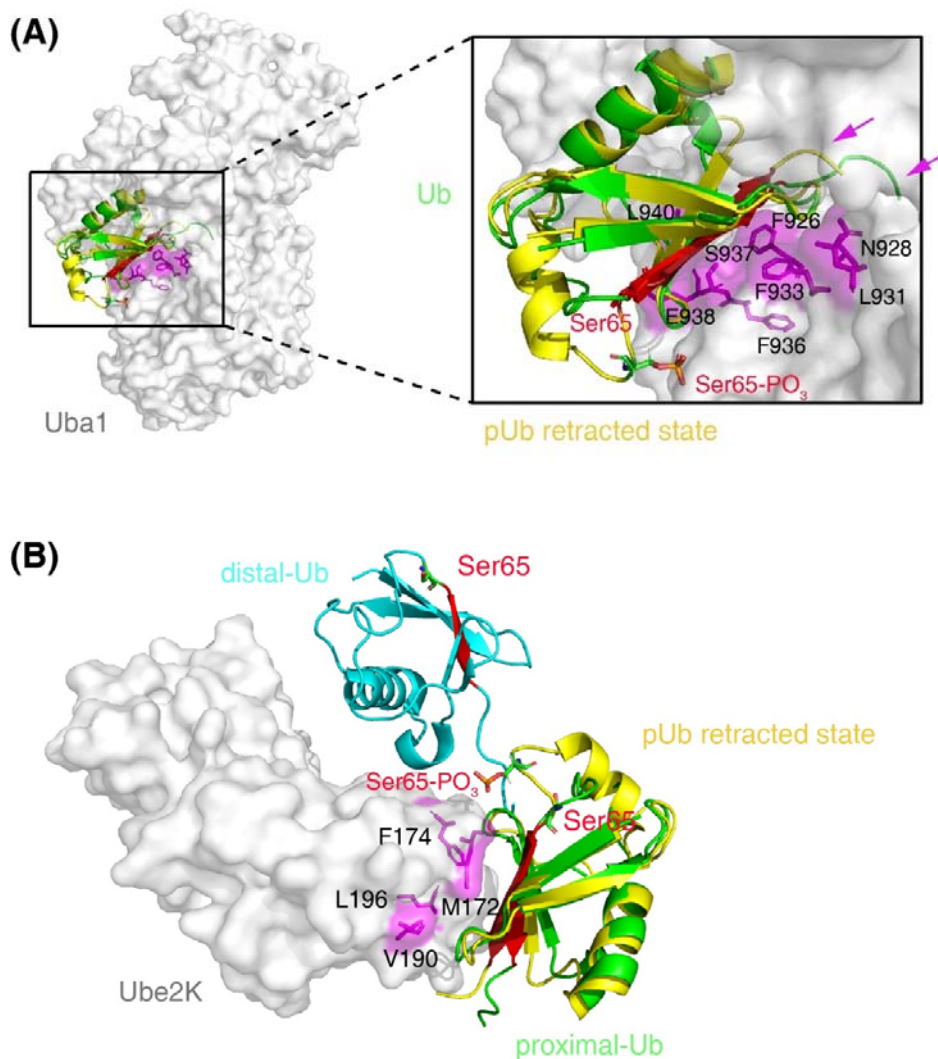 (A)
Ub
L940
F926
S937
N928
F933
L931
E938
Ser65
F936
Ser65-PO3
Uba1
pUb retracted state
(B)
distal-Ub
Ser65
pUb retracted state
Ser65-PO3
Ser65
F174
L196
M172
V190
Ube2K
proximal-Ub